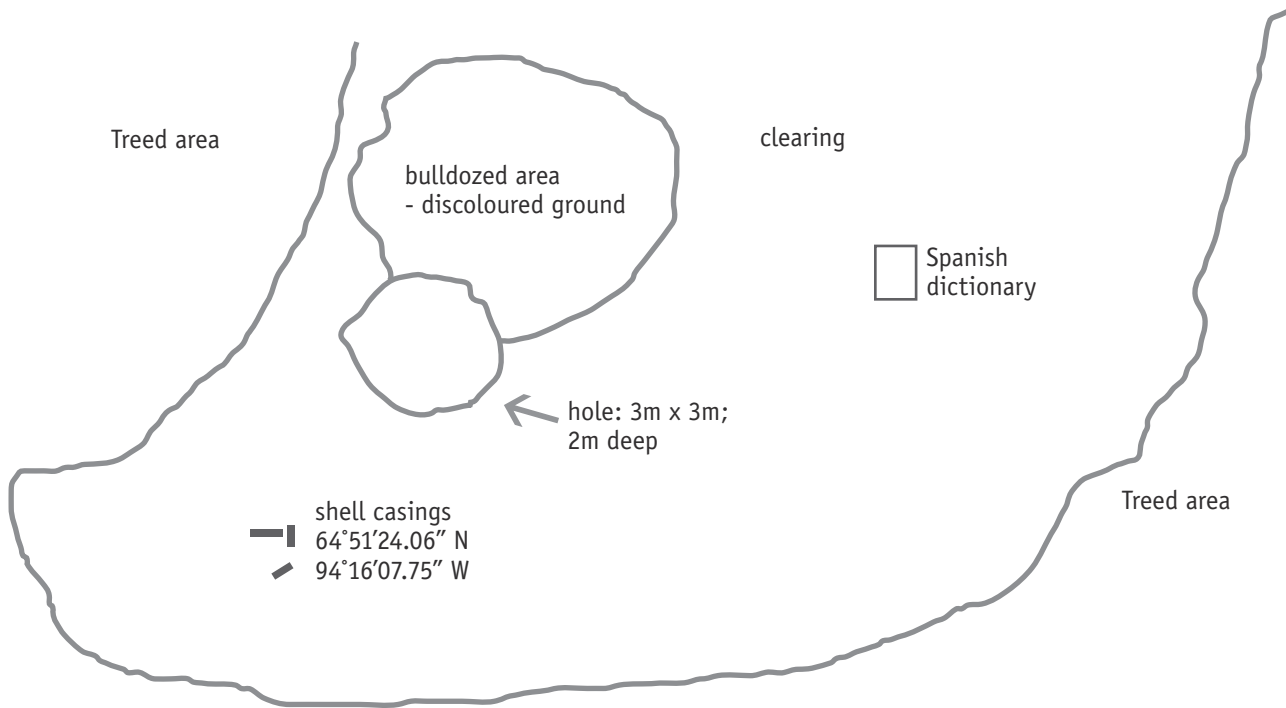 Treed area
clearing
bulldozed area
- discoloured ground
Spanish
dictionary
hole: 3m x 3m;
2m deep
shell casings
64°51′24.06″ N
94°16′07.75″ W
Treed area